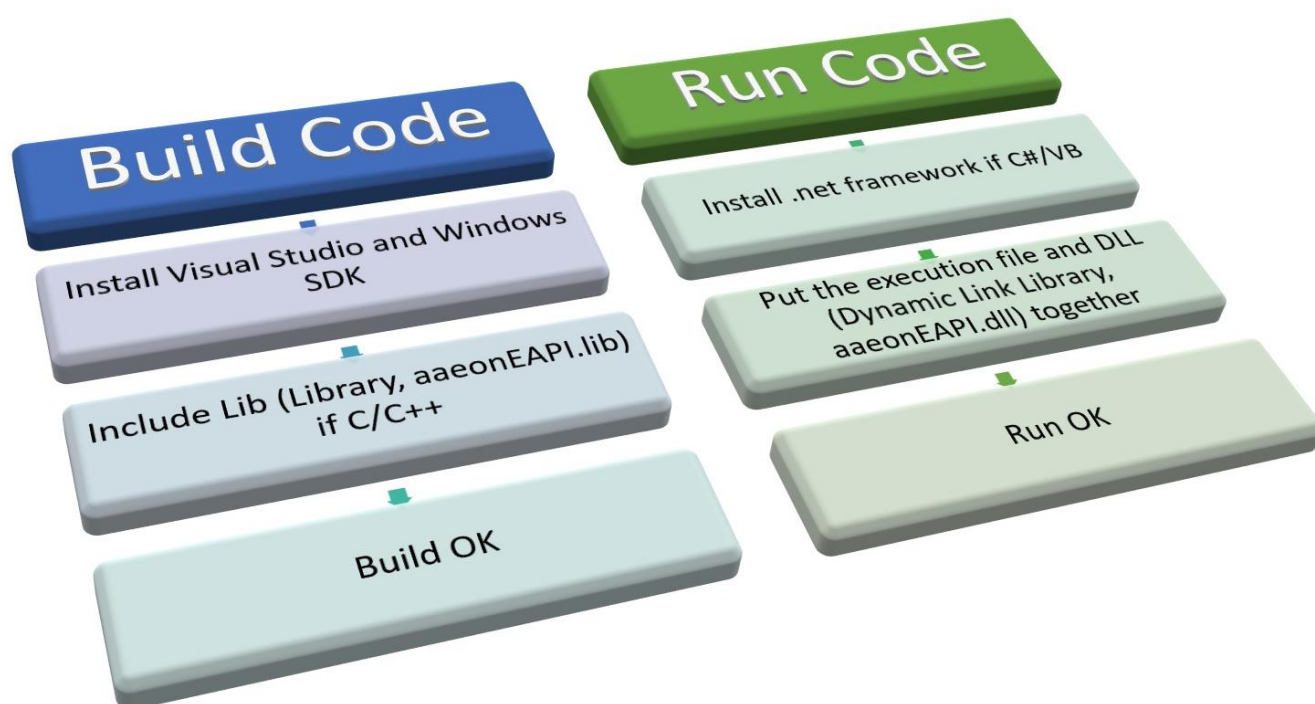 Build Code
Install Visual Studio and Windows
SDK
Include Lib (Library, aaeonEAPI.lib)
if C/C++
Build OK
Run Code
Install .net framework if C#/VB
Put the execution file and DLL
(Dynamic Link Library,
aaeonEAPI.dll) together
Run OK